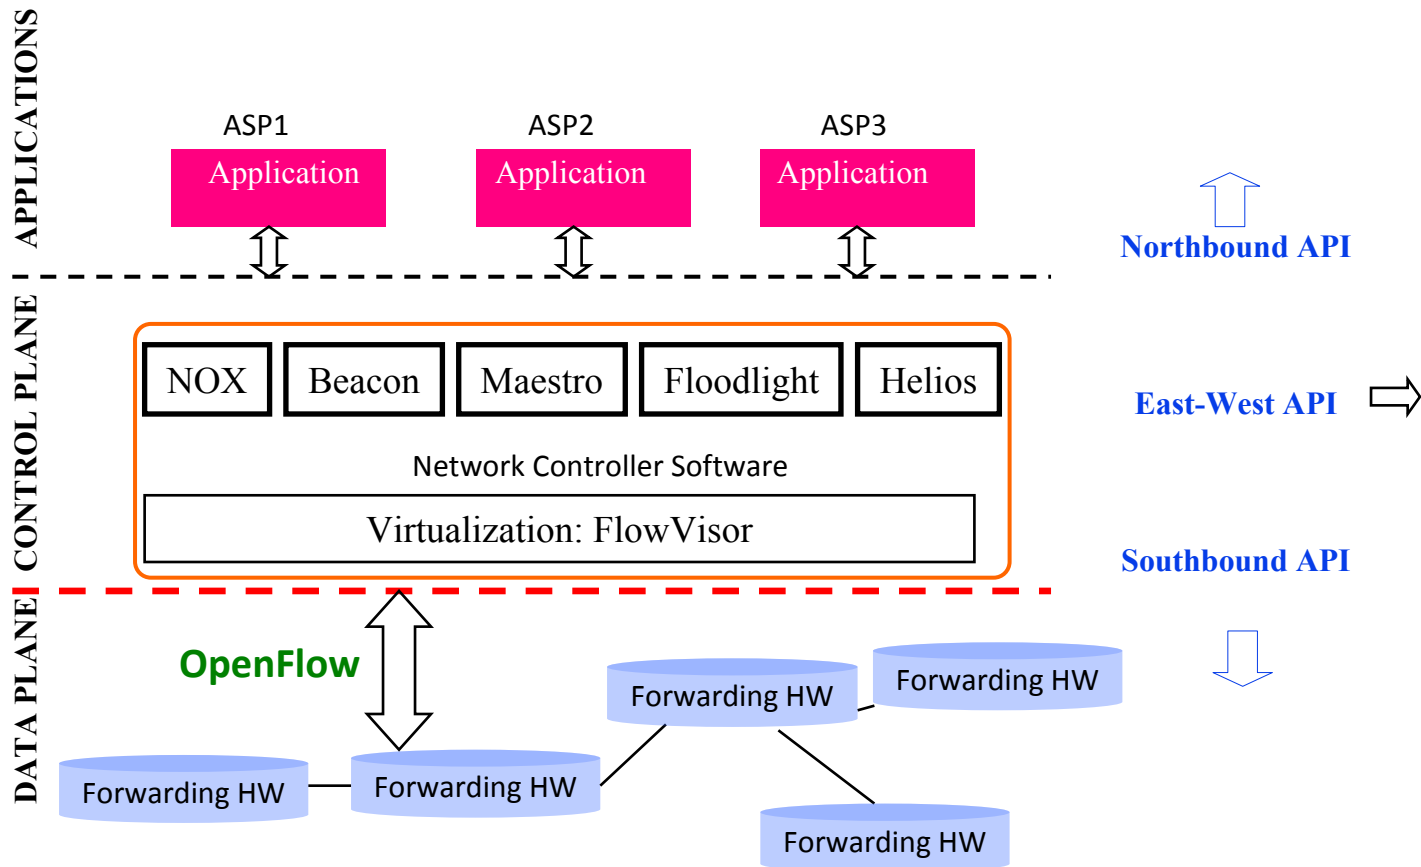 APPLICATIONS
ASP1
ASP2
ASP3
Application
Application
Application
Northbound API
CONTROL PLANE
NOX
Beacon
Maestro
Floodlight
Helios
East-West API
Network Controller Software
Virtualization: FlowVisor
Southbound API
DATA PLANE
OpenFlow
Forwarding HW
Forwarding HW
Forwarding HW
Forwarding HW
Forwarding HW